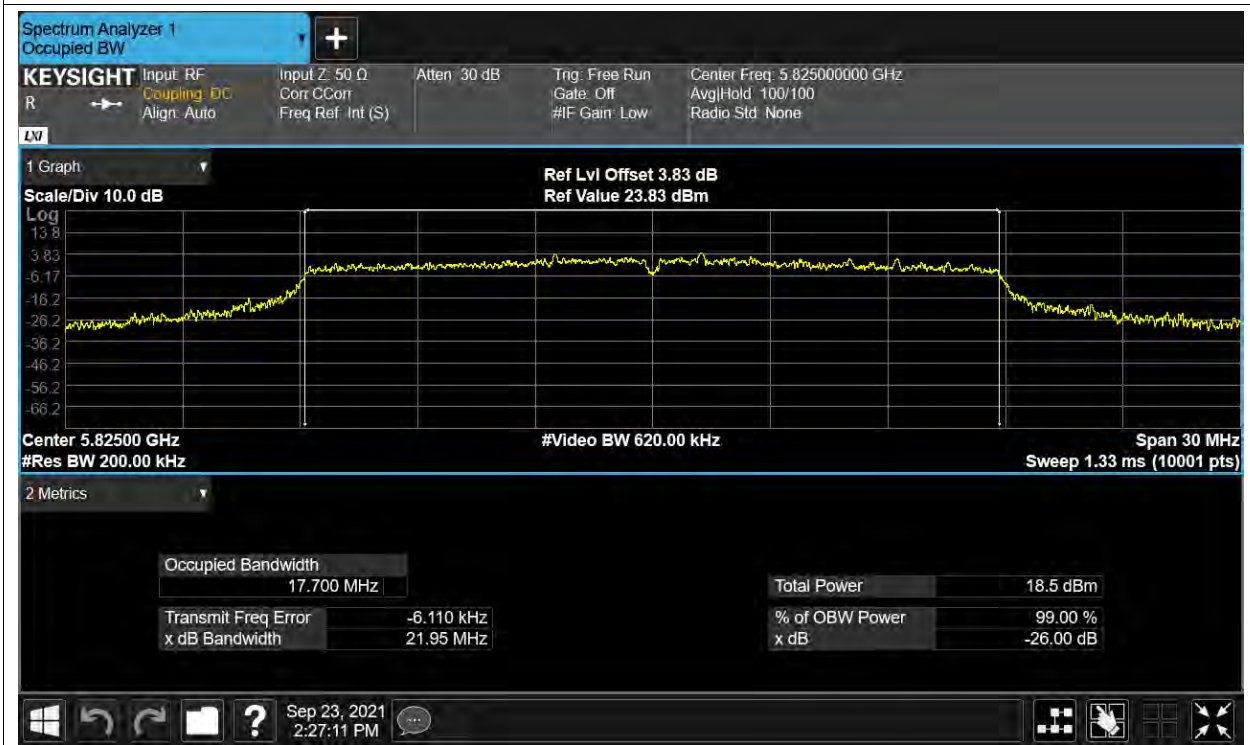 Spectrum Analyzer 1
Occupied BW
KEYSIGHT Input: RF Input Z: 50 Ω Atten: 30 dB Trig: Free Run Center Freq: 5.825000000 GHz
R Coupling: DC Corr CCorr Gate: Off Avg|Hold: 100/100
Align: Auto Freq Ref: Int (S) #IF Gain: Low Radio Std: None
LXI
1 Graph
Ref Lvl Offset 3.83 dB
Scale/Div 10.0 dB Ref Value 23.83 dBm
Log
13.8
3.83
-6.17
-16.2
-26.2
-36.2
-46.2
-56.2
-66.2
Center 5.82500 GHz #Video BW 620.00 kHz Span 30 MHz
#Res BW 200.00 kHz Sweep 1.33 ms (10001 pts)
2 Metrics
Occupied Bandwidth
17.700 MHz Total Power 18.5 dBm
Transmit Freq Error -6.110 kHz % of OBW Power 99.00 %
x dB Bandwidth 21.95 MHz x dB -26.00 dB
? Sep 23, 2021
2:27:11 PM